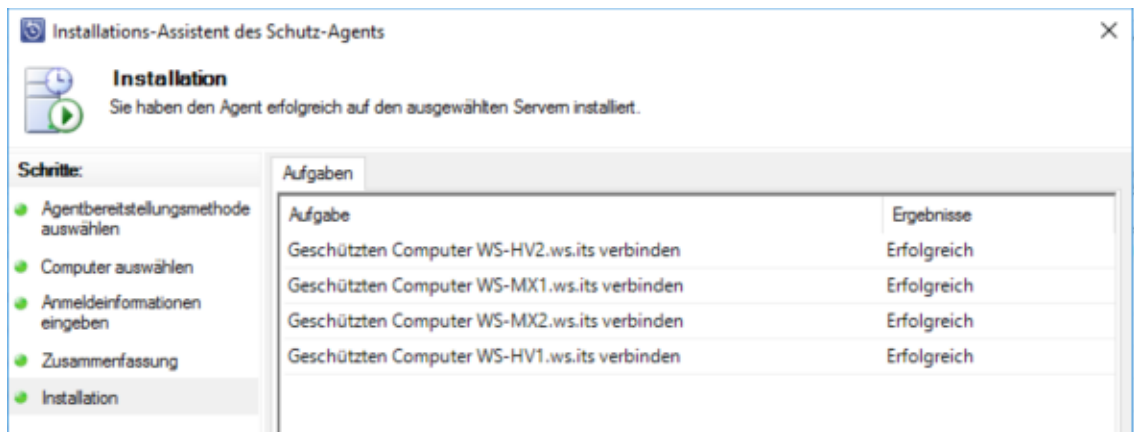 Installations-Assistent des Schutz-Agents
Installation
Sie haben den Agent erfolgreich auf den ausgewählten Servern installiert.
Schritte:
Agentbereitstellungsmethode
auswählen
Computer auswählen
Anmeldeinformationen
eingeben
Zusammenfassung
Installation
Aufgaben
Aufgabe Ergebnisse
Geschützten Computer WS-HV2.ws.its verbinden Erfolgreich
Geschützten Computer WS-MX1.ws.its verbinden Erfolgreich
Geschützten Computer WS-MX2.ws.its verbinden Erfolgreich
Geschützten Computer WS-HV1.ws.its verbinden Erfolgreich